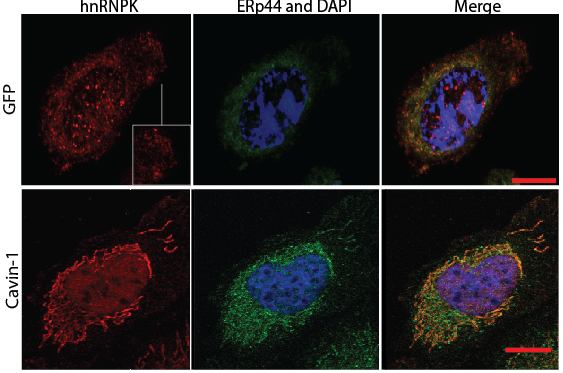 hnRNPK
ERp44 and DAPI
Merge
GFP
Cavin-1